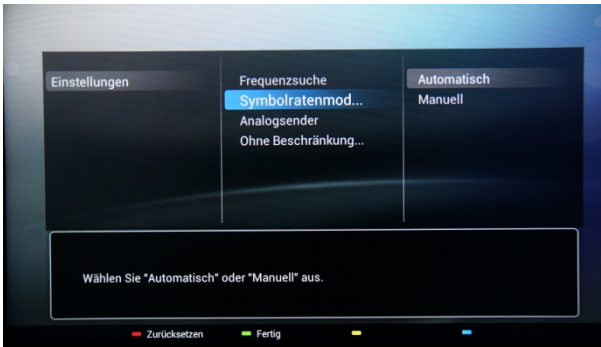 Einstellungen
Frequenzsuche
Symbolratenmod...
Analogsender
Ohne Beschränkung...
Automatisch
Manuell
Wählen Sie "Automatisch" oder "Manuell" aus.
Zurücksetzen
Fertig